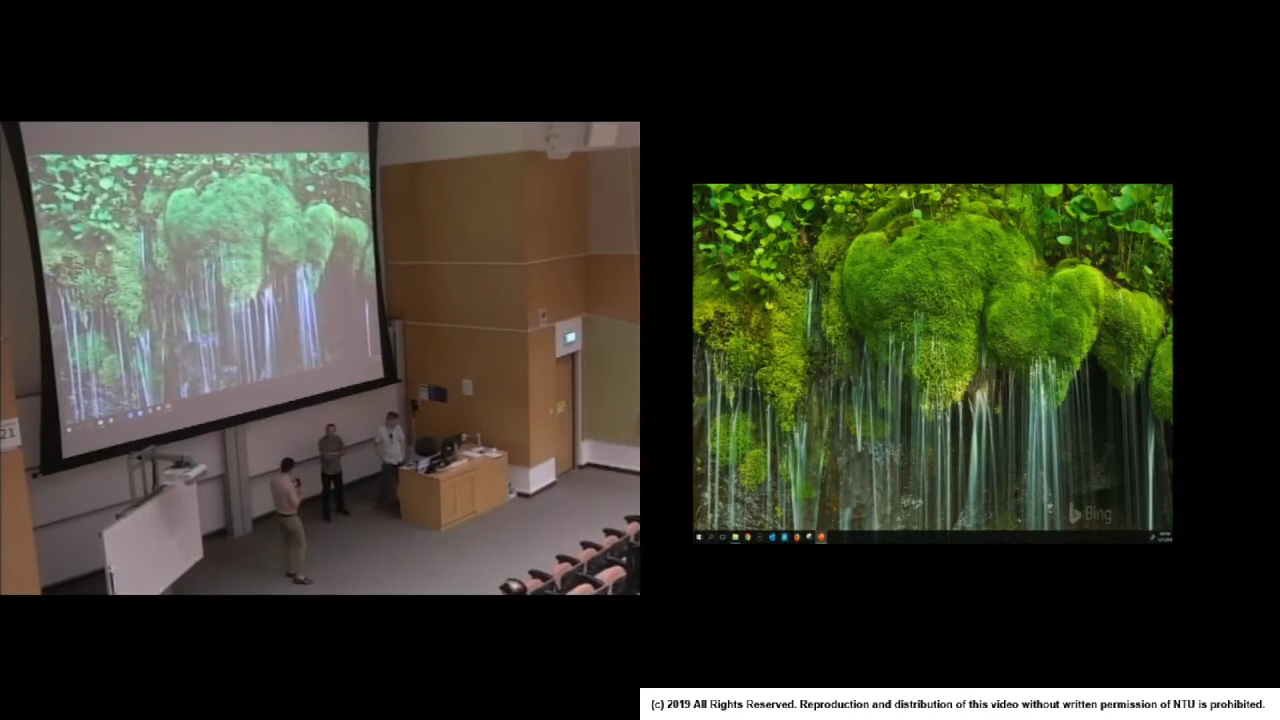 21
Bing
(c) 2019 All Rights Reserved. Reproduction and distribution of this video without written permission of NTU is prohibited.